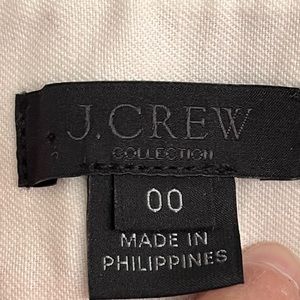 J.CREW
COLLECTION
00
MADE IN
PHILIPPINES